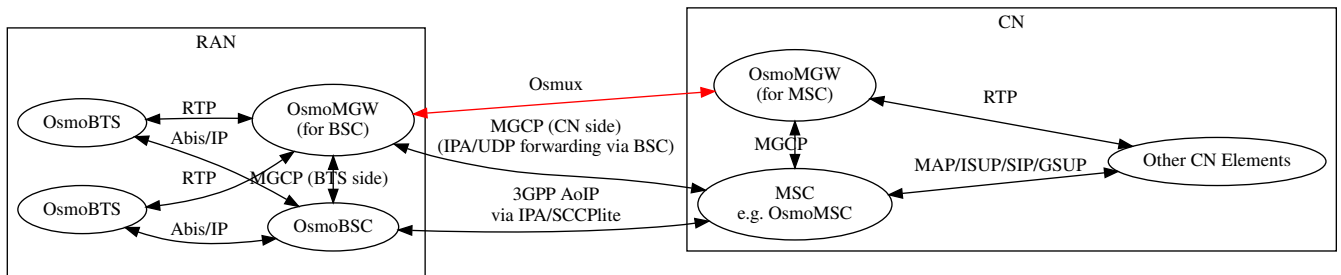 RAN
CN
OsmoBTS
RTP
OsmoMGW
(for BSC)
Osmux
OsmoMGW
(for MSC)
RTP
Abis/IP
MGCP (CN side)
(IPA/UDP forwarding via BSC)
MGCP
Other CN Elements
RTP
MGCP (BTS side)
MAP/ISUP/SIP/GSUP
OsmoBTS
3GPP AoIP
via IPA/SCCPlite
MSC
e.g. OsmoMSC
Abis/IP
OsmoBSC